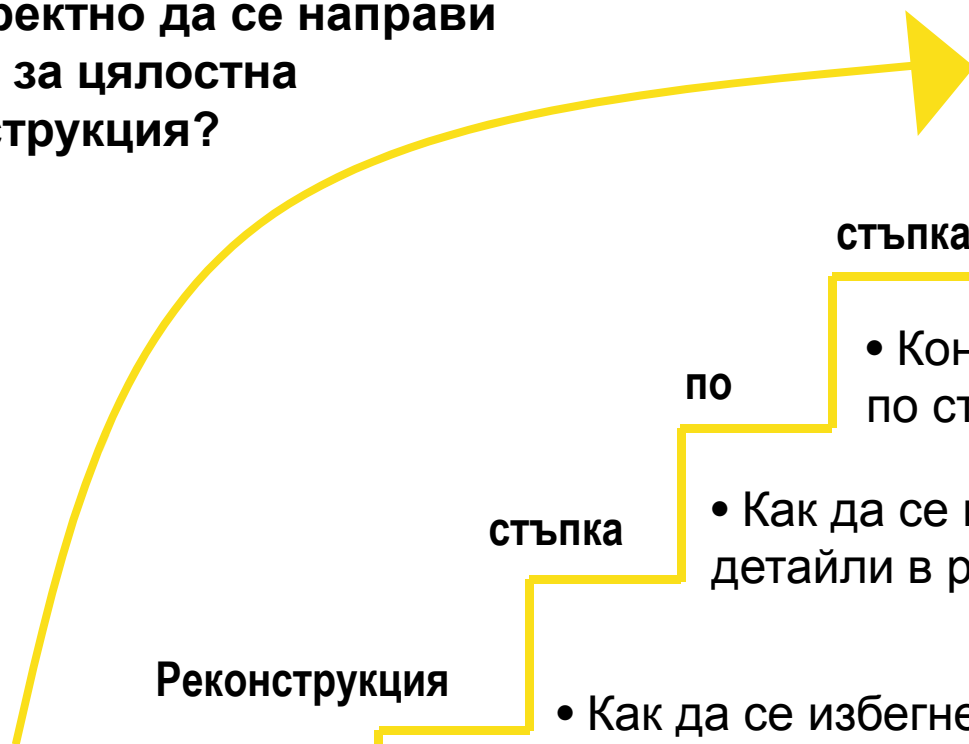 ректно да се направи
за цялостна
струкция?
стъпка
• Кон
по ст
по
• Как да се
детайли в р
стъпка
Реконструкция
• Как да се избегне